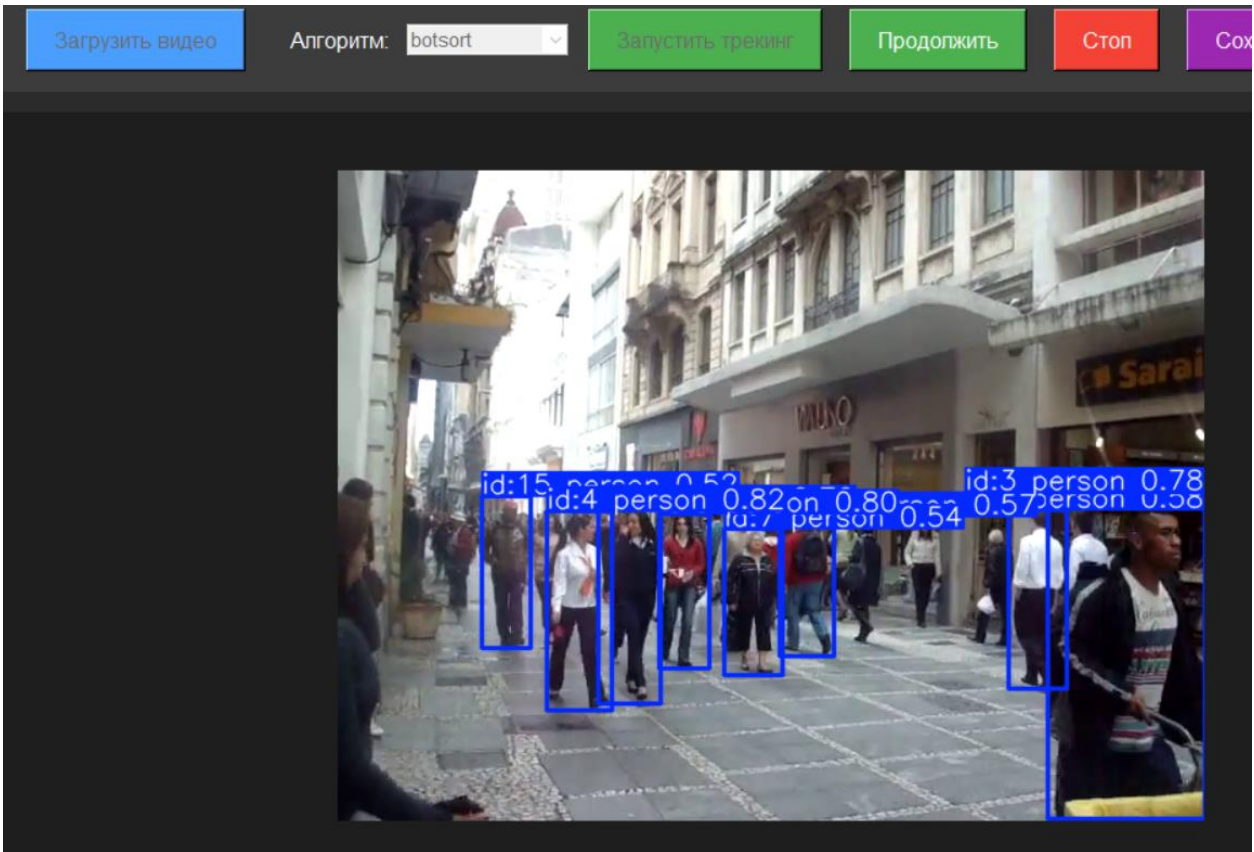 Загрузить видео
Алгоритм:
botsort
Запустить трекинг
Продолжить
Стоп
Сох
Sarai
id:15 person 0.52
id:4 person 0.82
on 0.80
0.57
id:3 person 0.78
person 0.58
id:7 person 0.54